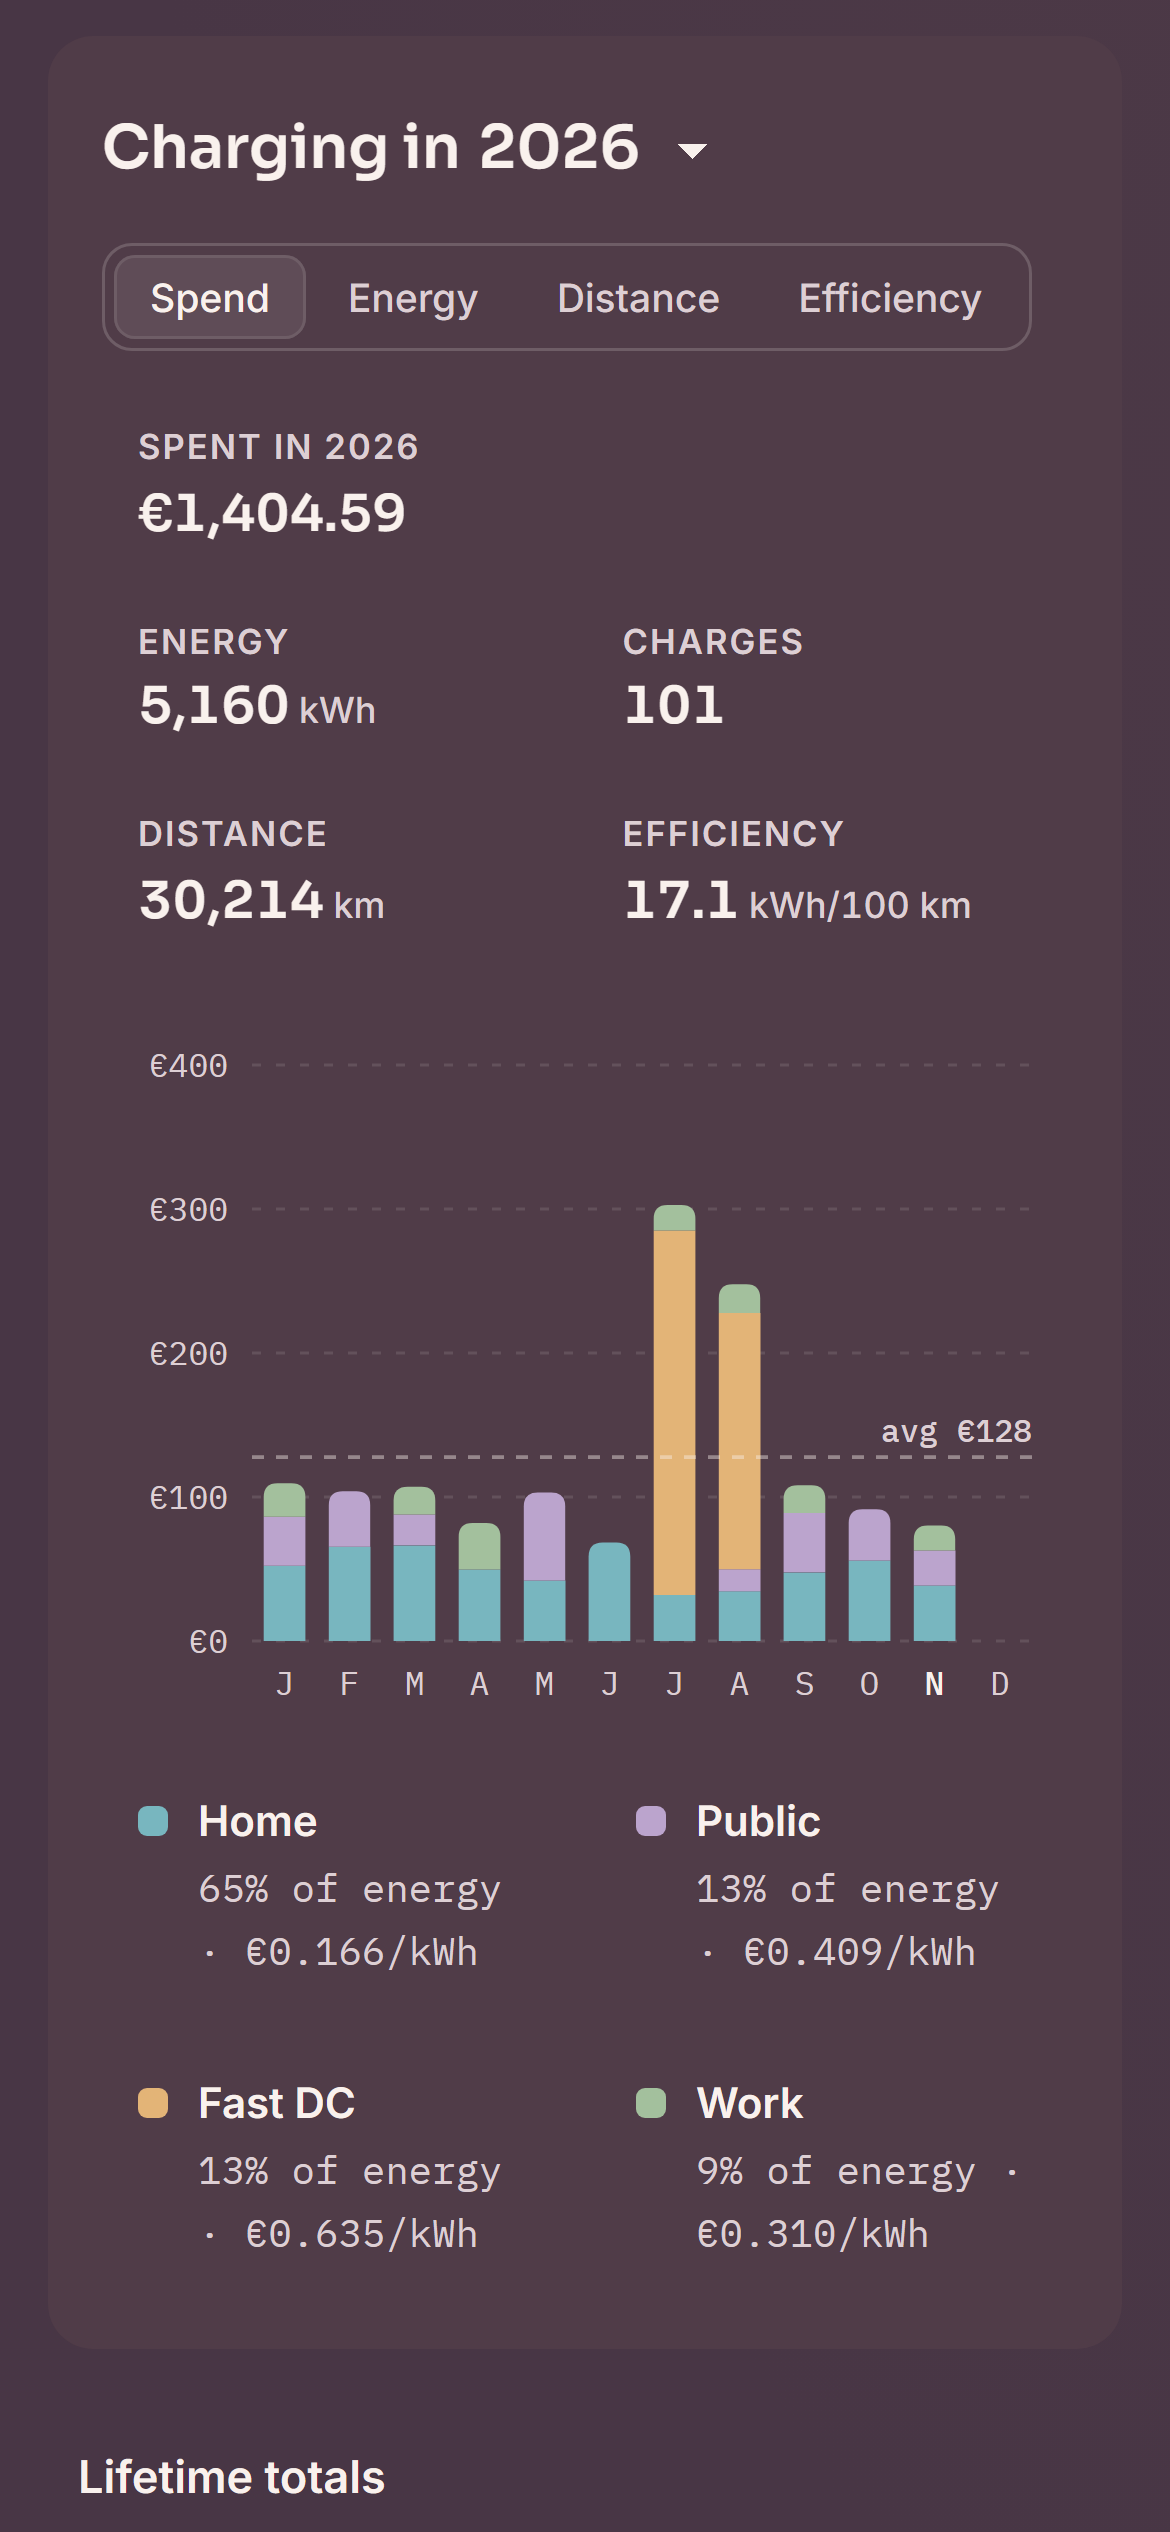 Charging in 2026
Spend Energy Distance Efficiency
SPENT IN 2026
€1,404.59
ENERGY CHARGES
5,160 kWh 101
DISTANCE EFFICIENCY
30,214 km 17.1 kWh/100 km
€400
€300
€200
avg €128
€100
€0
J F M A M J J A S O N D
Home Public
65% of energy 13% of energy
· €0.166/kWh · €0.409/kWh
Fast DC Work
13% of energy 9% of energy ·
· €0.635/kWh €0.310/kWh
Lifetime totals